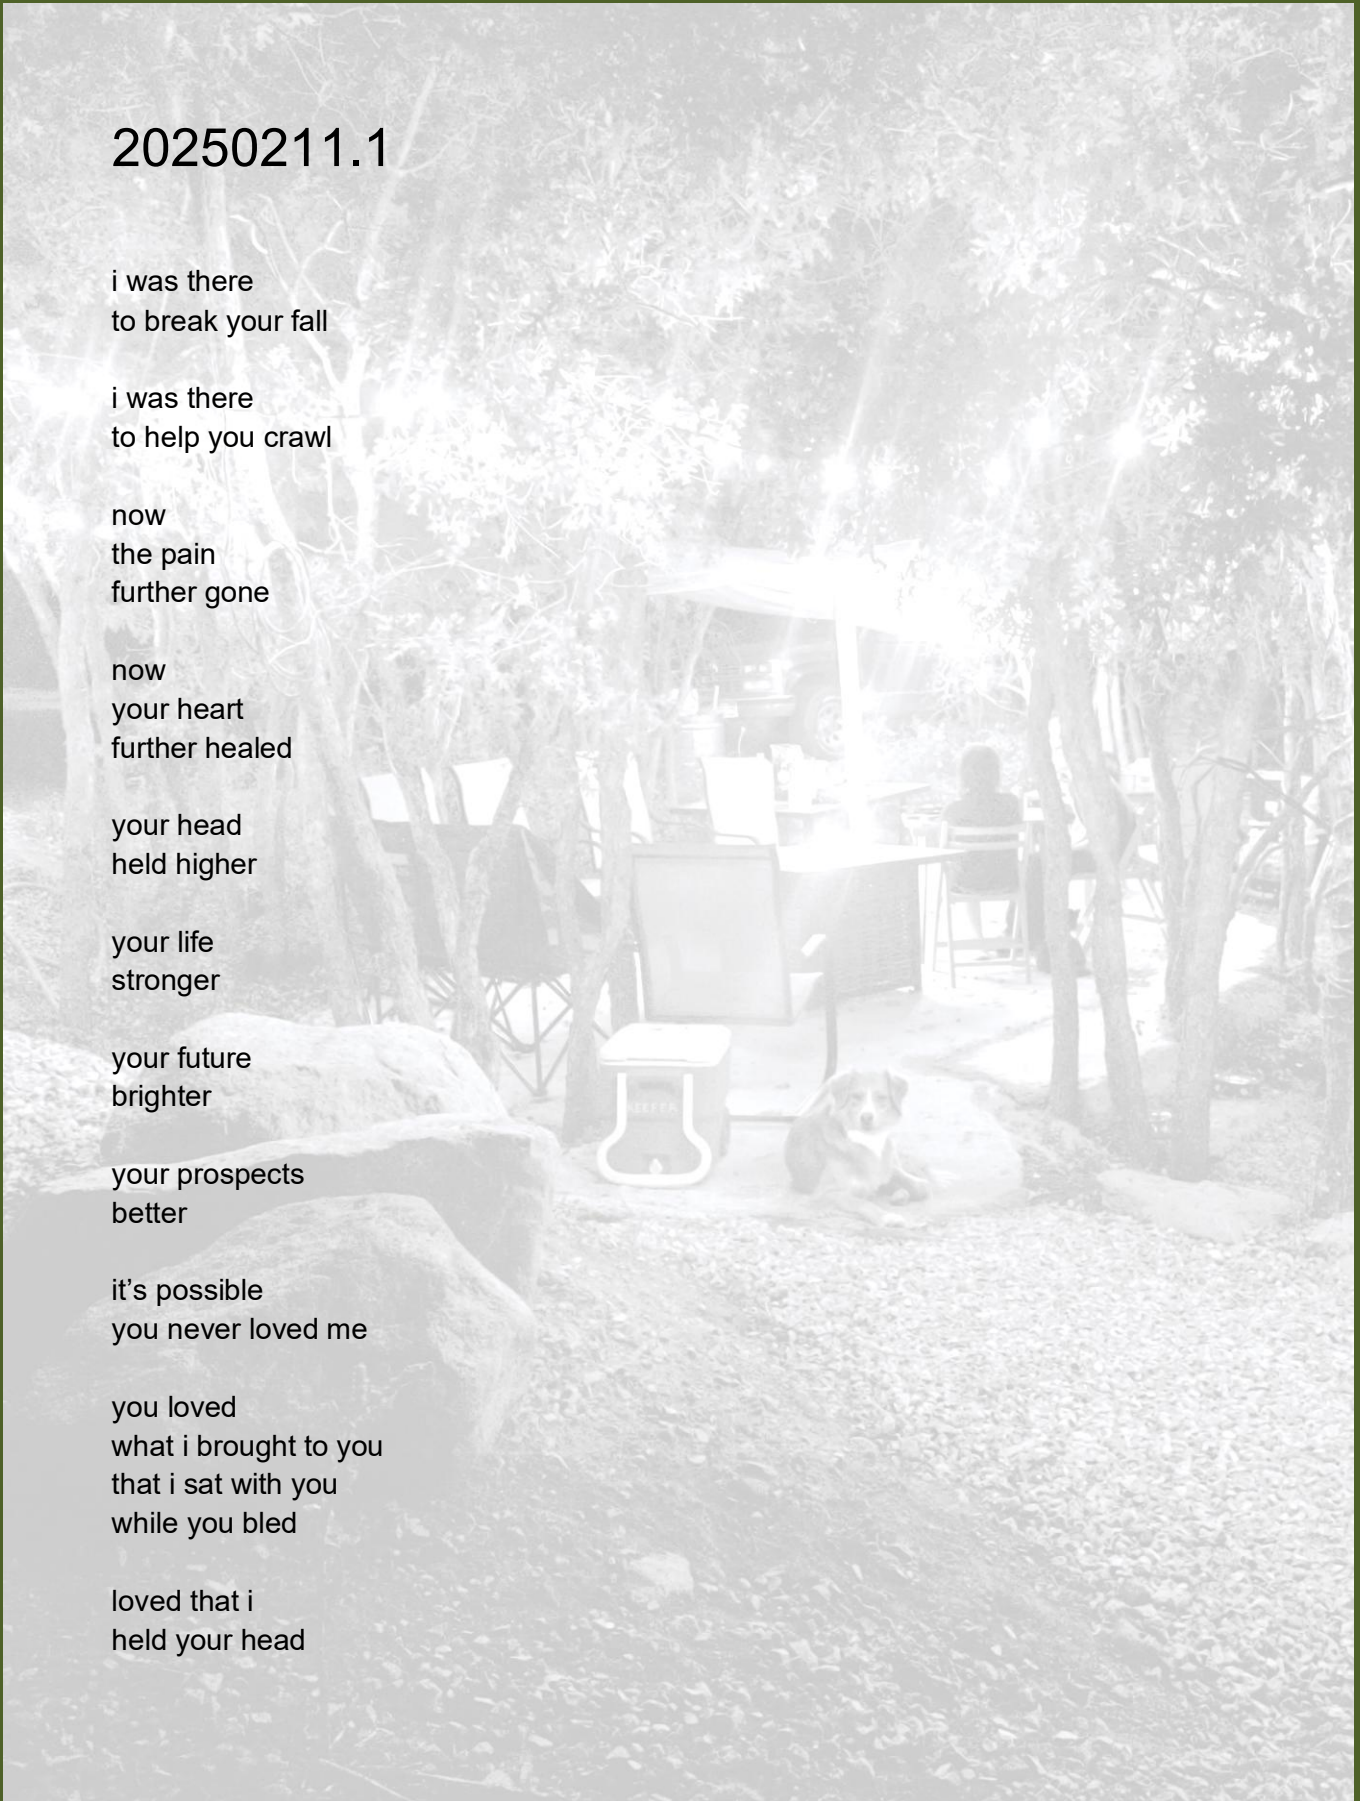 20250211.1
i was there
to break your fall
i was there
to help you crawl
now
the pain
further gone
now
your heart
further healed
your head
held higher
your life
stronger
your future
brighter
your prospects
better
it’s possible
you never loved me
you loved
what i brought to you
that i sat with you
while you bled
loved that i
held your head